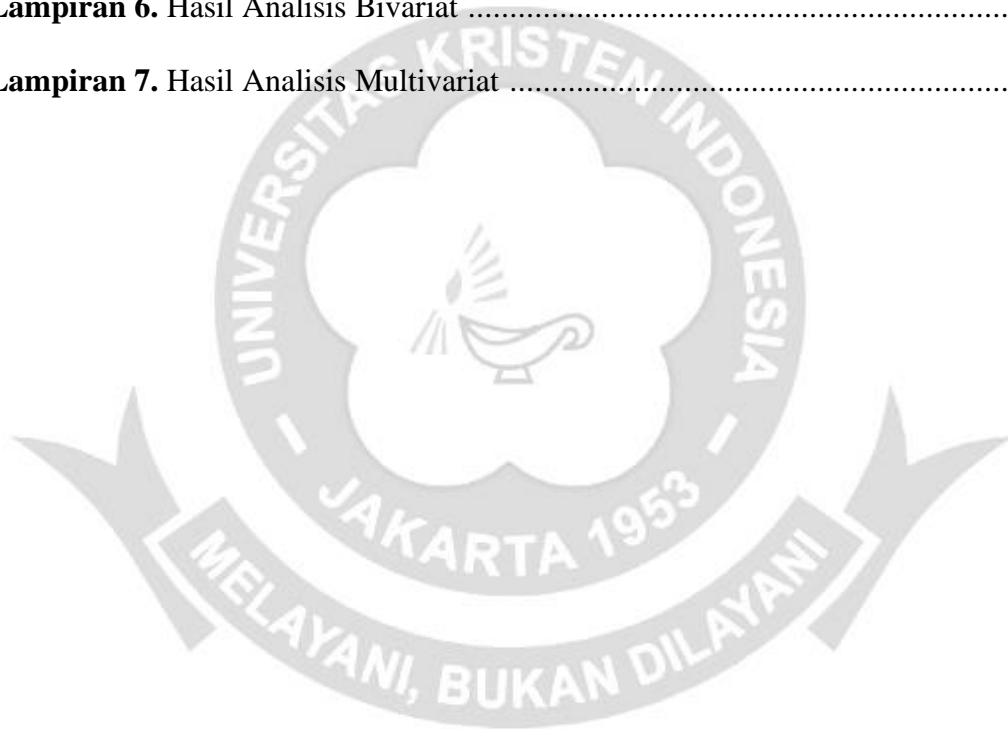 Lampiran 6. Hasil Analisis Bivariat ....................................................................
Lampiran 7. Hasil Analisis Multivariat ...............................................................
UNIVERSITAS KRISTEN INDONESIA
- JAKARTA 1953 -
MELAYANI, BUKAN DILAYANI